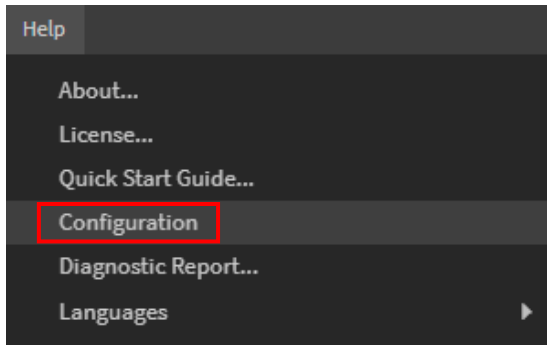 Help
About...
License...
Quick Start Guide...
Configuration
Diagnostic Report...
Languages